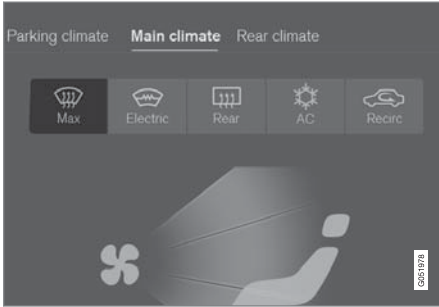 Parking climate Main climate Rear climate
Max Electric Rear AC Recirc
G051978